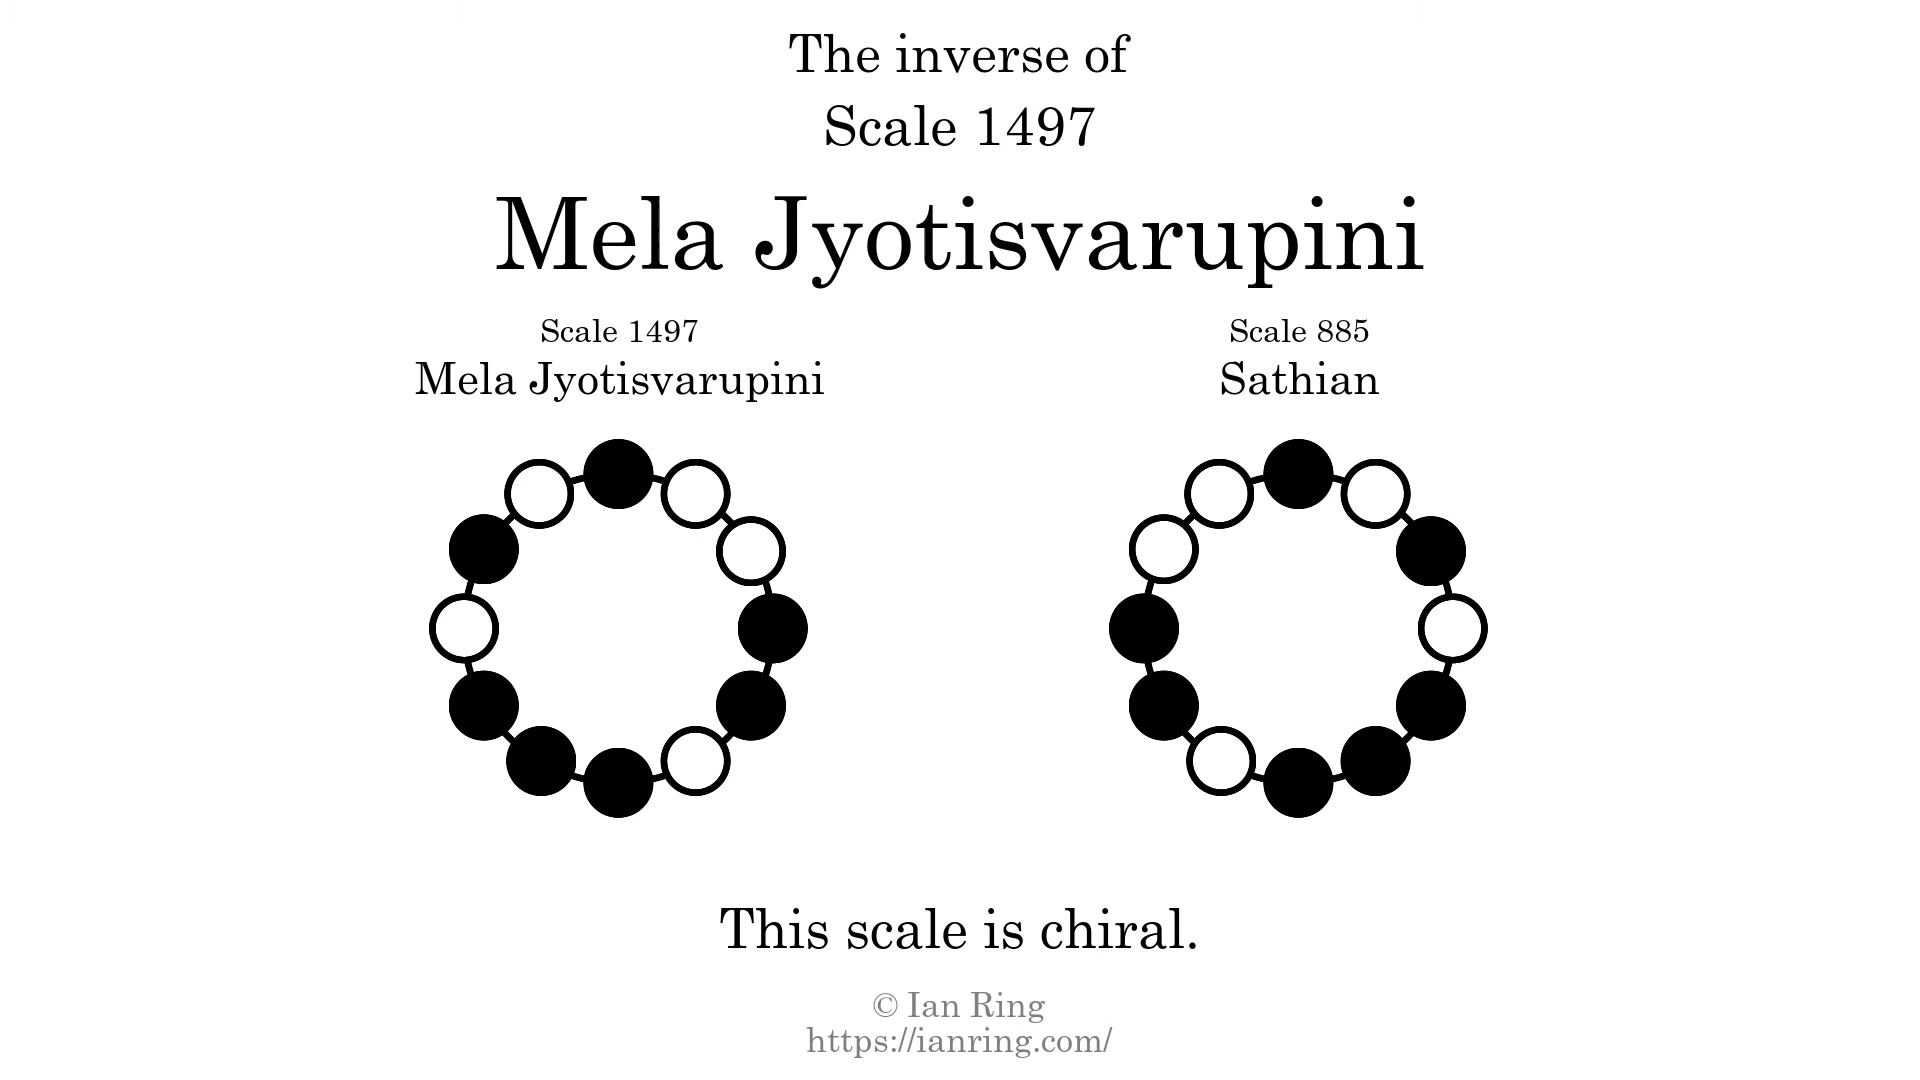 The inverse of
Scale 1497
Mela Jyotisvarupini
Scale 1497
Mela Jyotisvarupini
Scale 885
Sathian
This scale is chiral.
© Ian Ring
https://ianring.com/